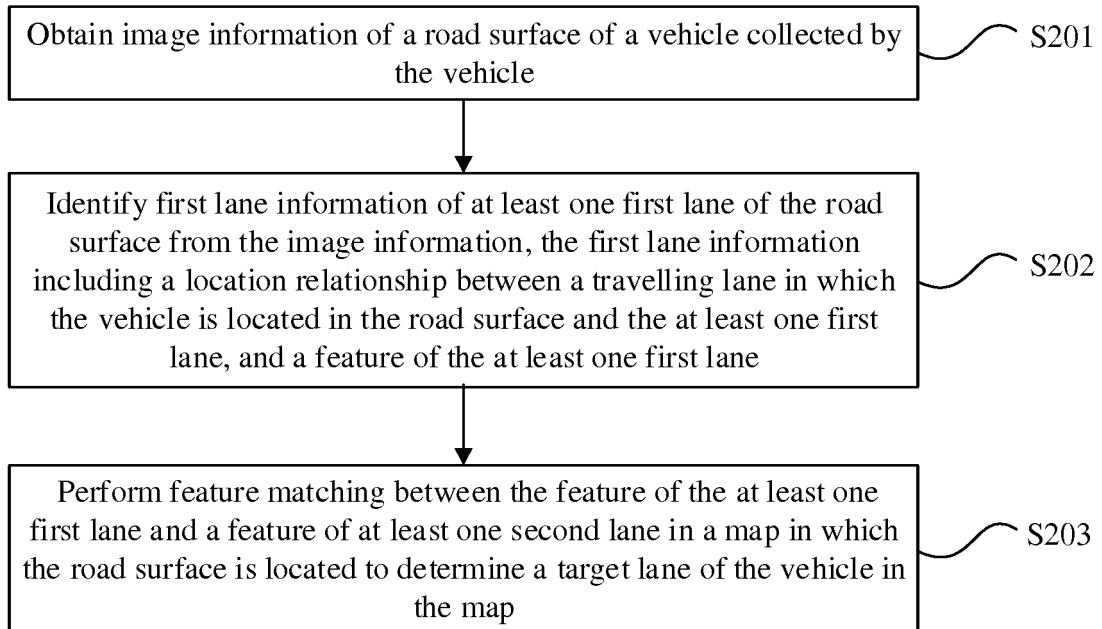 Obtain image information of a road surface of a vehicle collected by
the vehicle
S201
Identify first lane information of at least one first lane of the road
surface from the image information, the first lane information
including a location relationship between a travelling lane in which
the vehicle is located in the road surface and the at least one first
lane, and a feature of the at least one first lane
S202
Perform feature matching between the feature of the at least one
first lane and a feature of at least one second lane in a map in which
the road surface is located to determine a target lane of the vehicle in
the map
S203